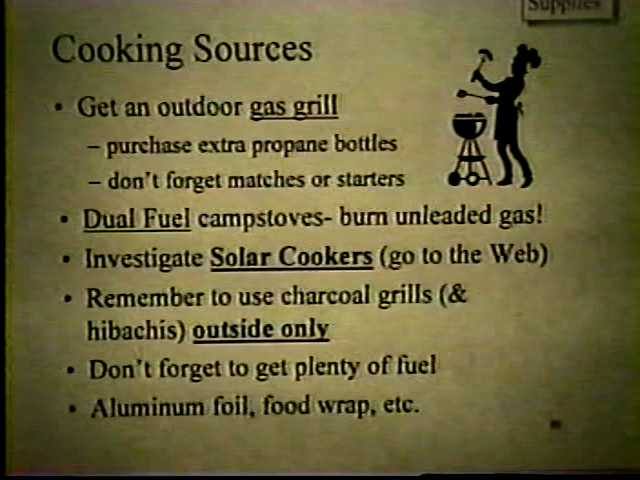 Supplies
Cooking Sources
• Get an outdoor gas grill
– purchase extra propane bottles
– don't forget matches or starters
• Dual Fuel campstoves- burn unleaded gas!
• Investigate Solar Cookers (go to the Web)
• Remember to use charcoal grills (&
hibachis) outside only
• Don't forget to get plenty of fuel
• Aluminum foil, food wrap, etc.